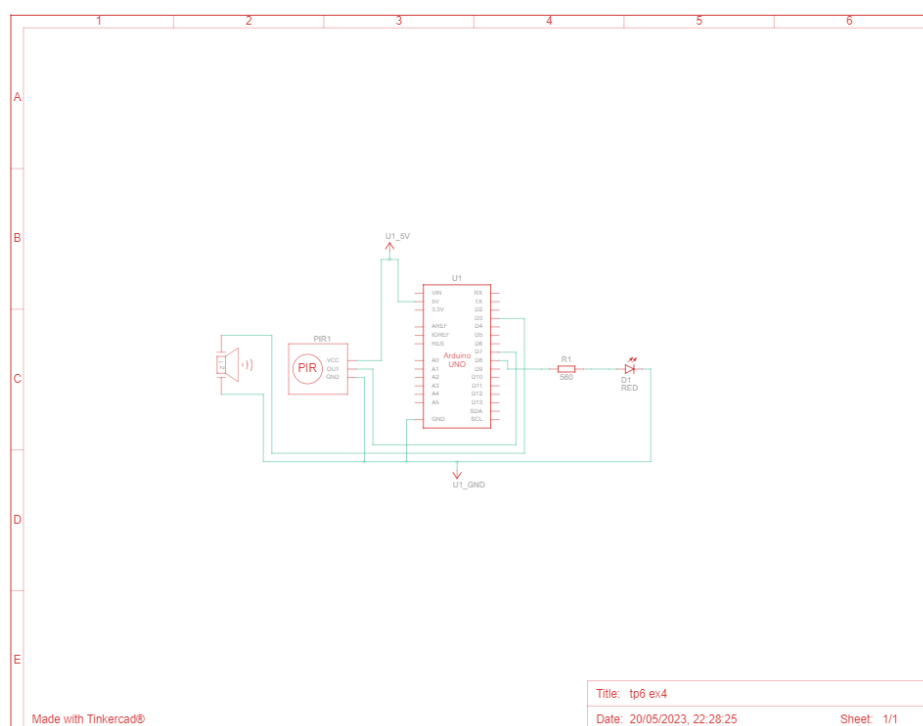 1 2 3 4 5 6
A
B
U1_5V
U1
VIN RX
5V TX
3.3V D2
D3
AREF D4
IOREF D5
RES D6
PIR1
Arduino
UNO
D7
C
PIR
VCC
OUT
GND
A0 D8
A1 D9
A2 D10
A3 D11
A4 D12
A5 D13
SDA
GND SCL
R1
560
D1
RED
U1_GND
D
E
Title: tp6 ex4
Made with Tinkercad®
Date: 20/05/2023, 22:28:25
Sheet: 1/1